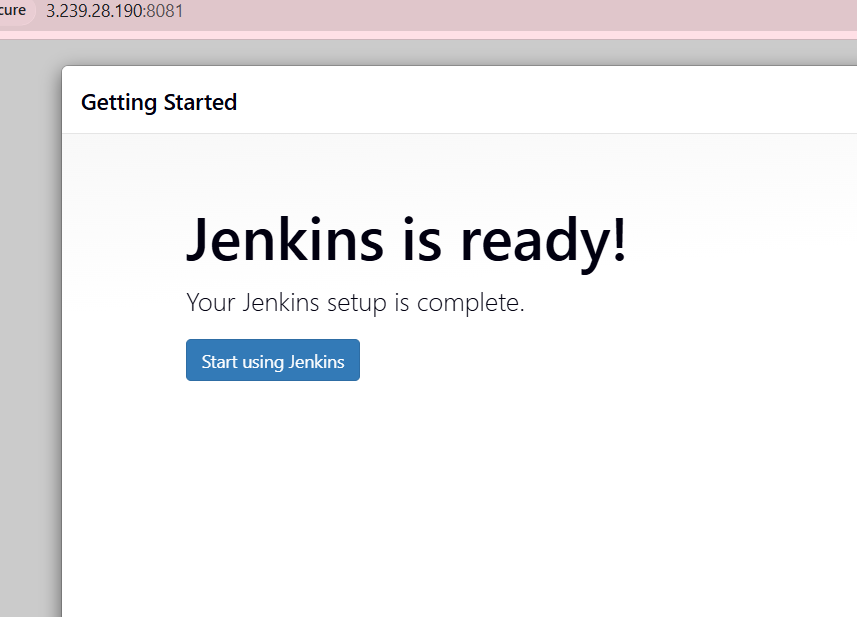 cure 3.239.28.190:8081
Getting Started
Jenkins is ready!
Your Jenkins setup is complete.
Start using Jenkins